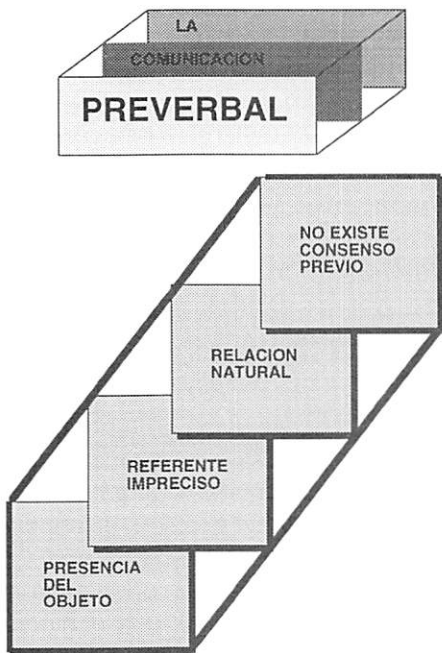 LA
COMUNICACION
PREVERBAL
NO EXISTE
CONSENSO
PREVIO
RELACION
NATURAL
REFERENTE
IMPRECISO
PRESENCIA
DEL
OBJETO